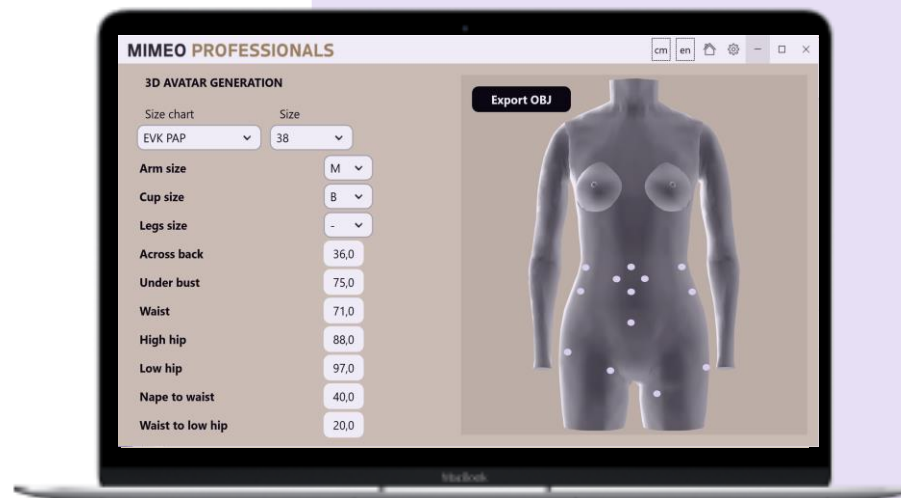 MIMEO PROFESSIONALS
cm en
3D AVATAR GENERATION
Export OBJ
Size chart Size
EVK PAP 38
Arm size M
Cup size B
Legs size -
Across back 36,0
Under bust 75,0
Waist 71,0
High hip 88,0
Low hip 97,0
Nape to waist 40,0
Waist to low hip 20,0
MacBook